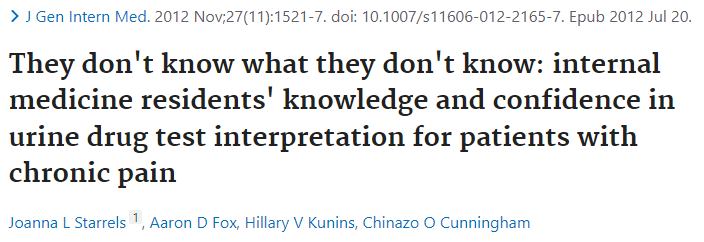 > J Gen Intern Med. 2012 Nov;27(11):1521-7. doi: 10.1007/s11606-012-2165-7. Epub 2012 Jul 20.
They don't know what they don't know: internal
medicine residents' knowledge and confidence in
urine drug test interpretation for patients with
chronic pain
Joanna L Starrels 1, Aaron D Fox, Hillary V Kunins, Chinazo O Cunningham